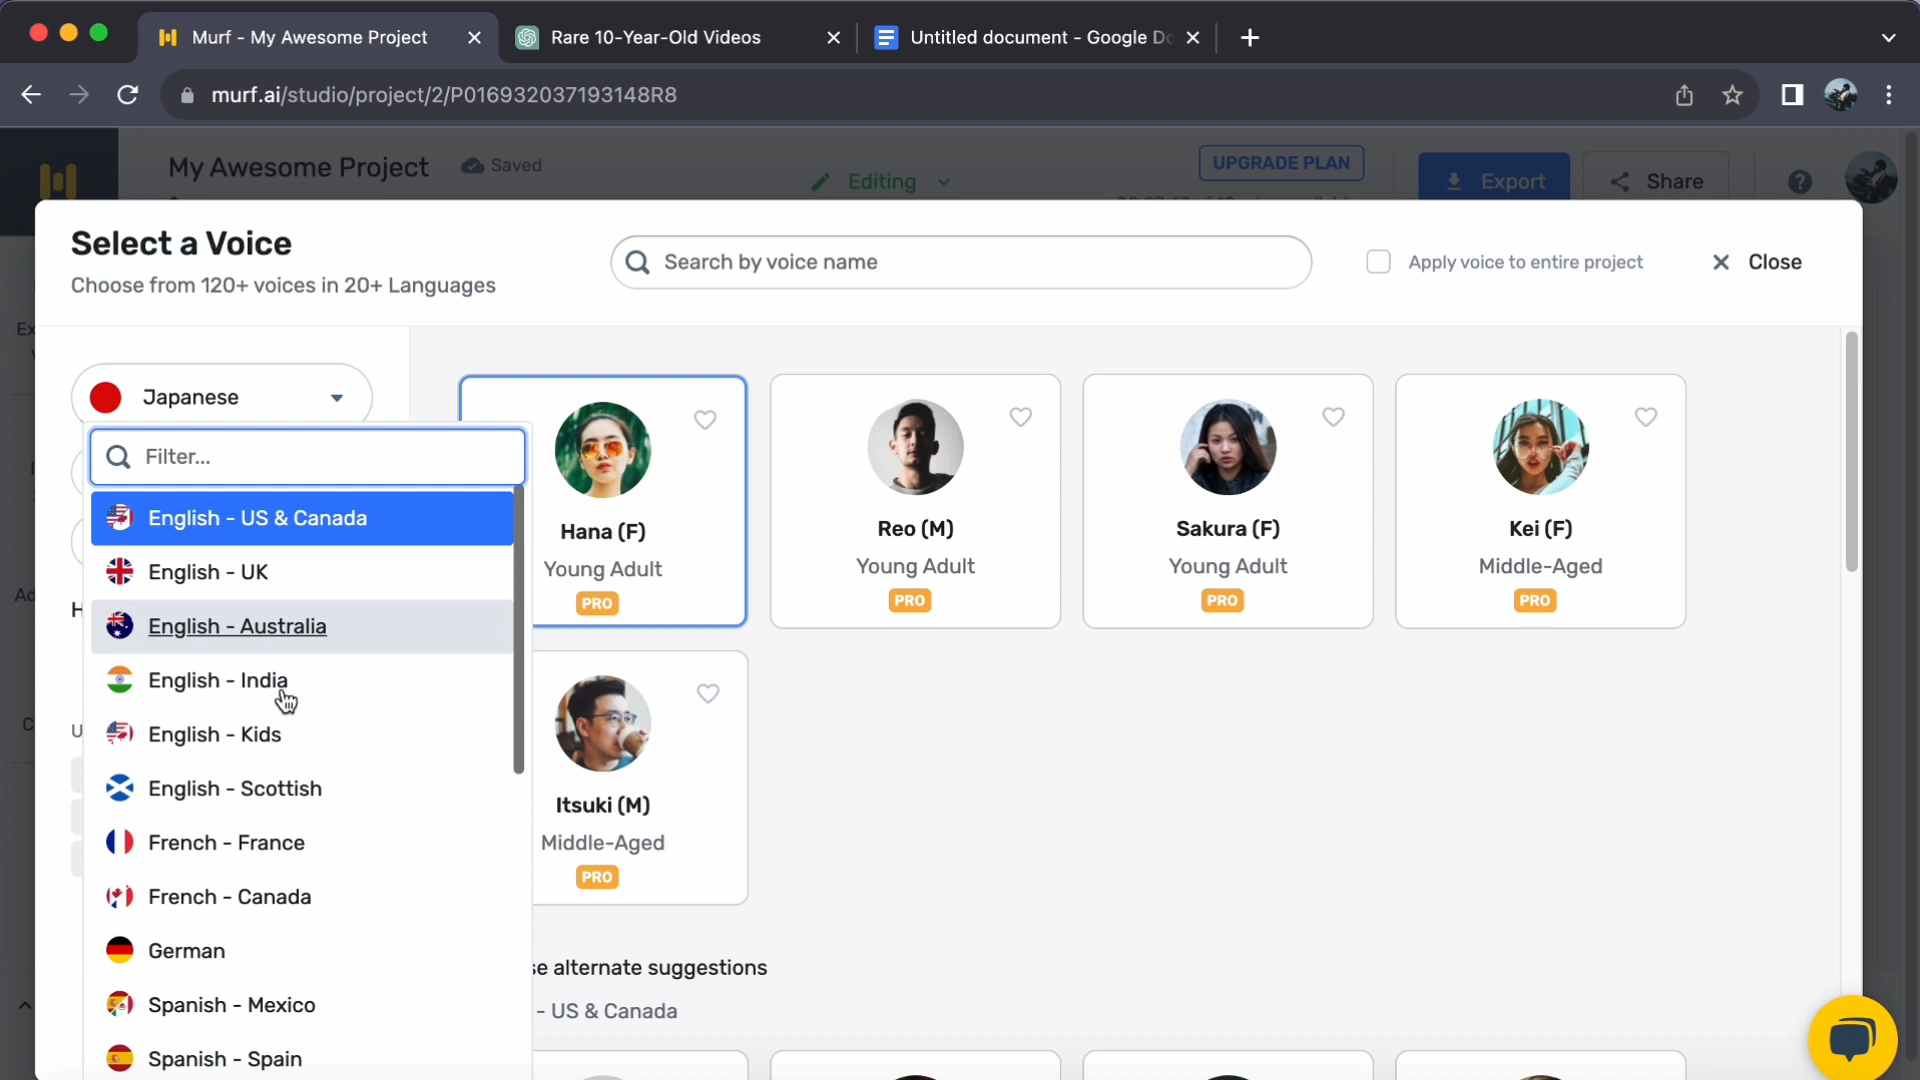 Murf - My Awesome Project
Rare 10-Year-Old Videos
Untitled document - Google Dc
murf.ai/studio/project/2/P016932037193148R8
My Awesome Project
Saved
Editing
UPGRADE PLAN
Export
Share
Select a Voice
Choose from 120+ voices in 20+ Languages
Search by voice name
Apply voice to entire project
Close
Japanese
Filter...
English - US & Canada
English - UK
English - Australia
English - India
English - Kids
English - Scottish
French - France
French - Canada
German
Spanish - Mexico
Spanish - Spain
Hana (F)
Young Adult
PRO
Reo (M)
Young Adult
PRO
Sakura (F)
Young Adult
PRO
Kei (F)
Middle-Aged
PRO
Itsuki (M)
Middle-Aged
PRO
se alternate suggestions
- US & Canada